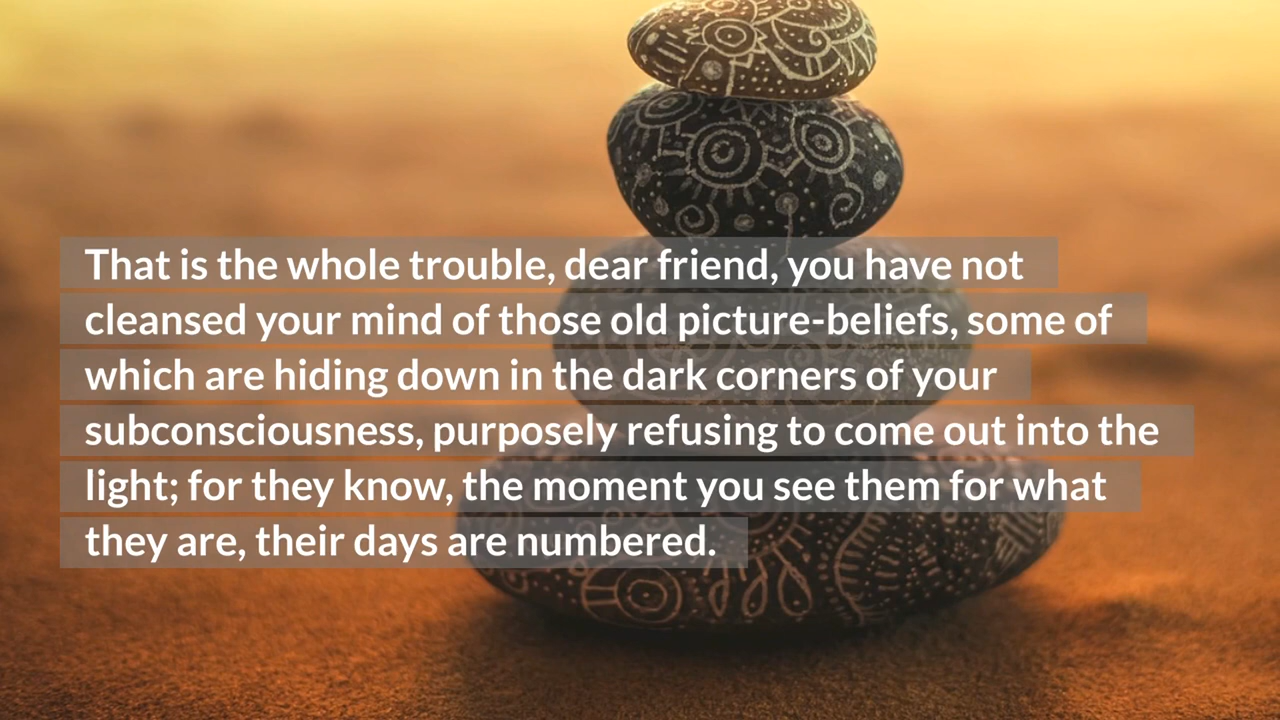 That is the whole trouble, dear friend, you have not
cleansed your mind of those old picture-beliefs, some of
which are hiding down in the dark corners of your
subconsciousness, purposely refusing to come out into the
light; for they know, the moment you see them for what
they are, their days are numbered.